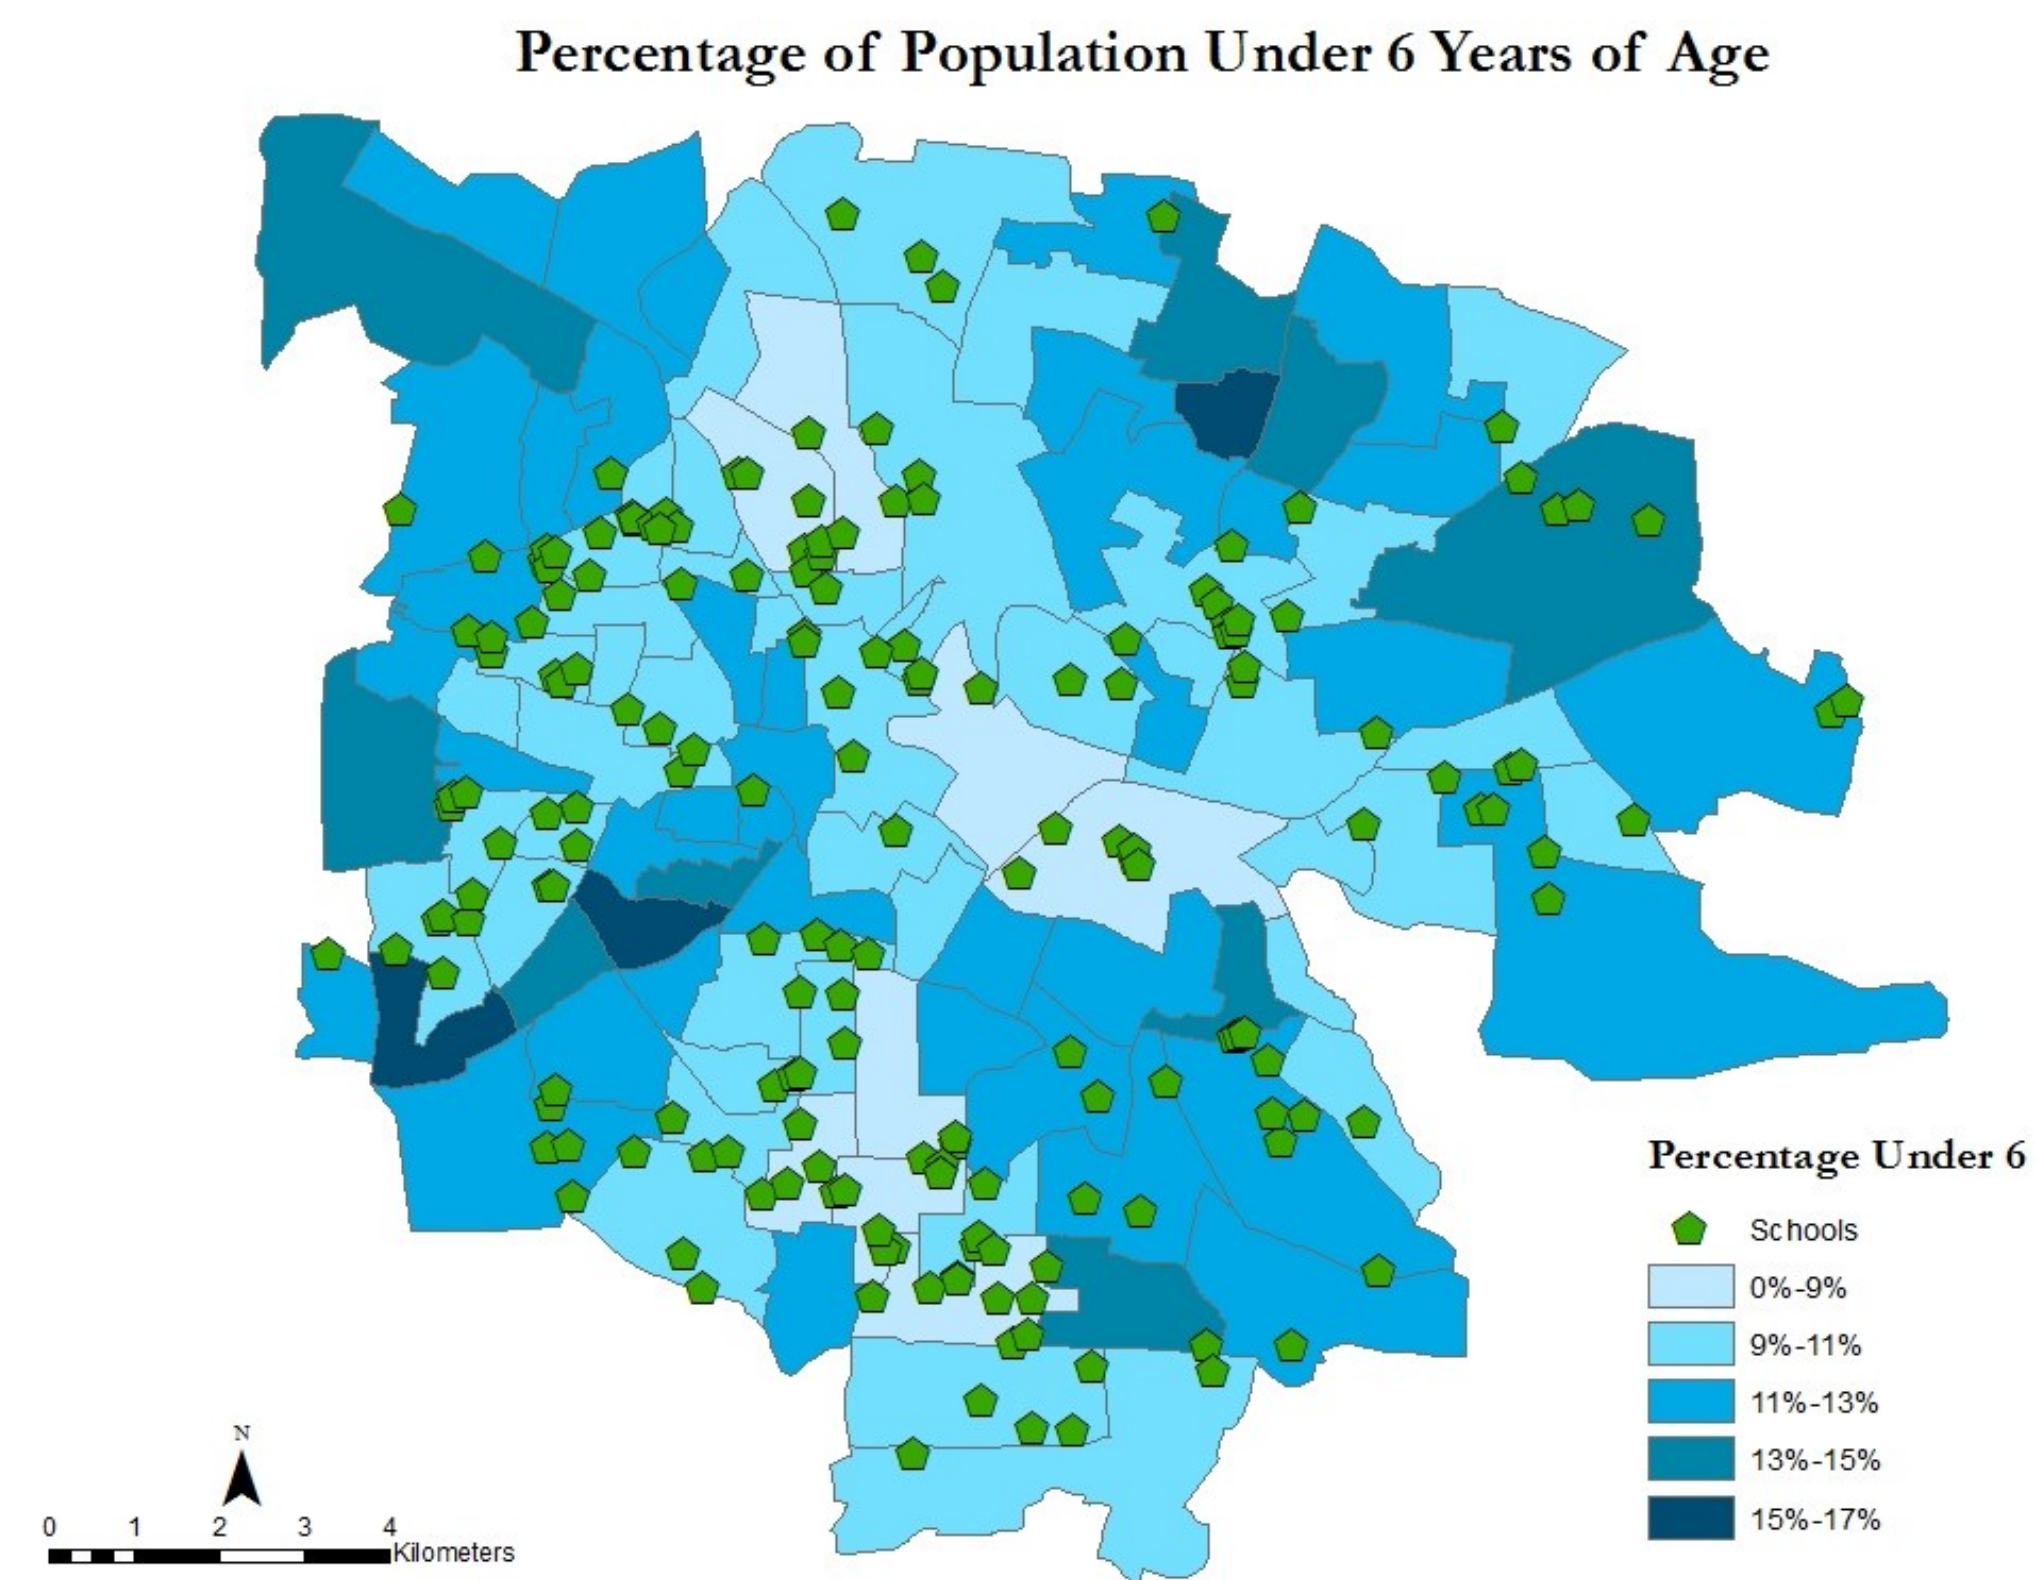 Percentage of Population Under 6 Years of Age
Percentage Under 6
Schools
0%-9%
9%-11%
11%-13%
13%-15%
15%-17%
N
0 1 2 3 4
Kilometers